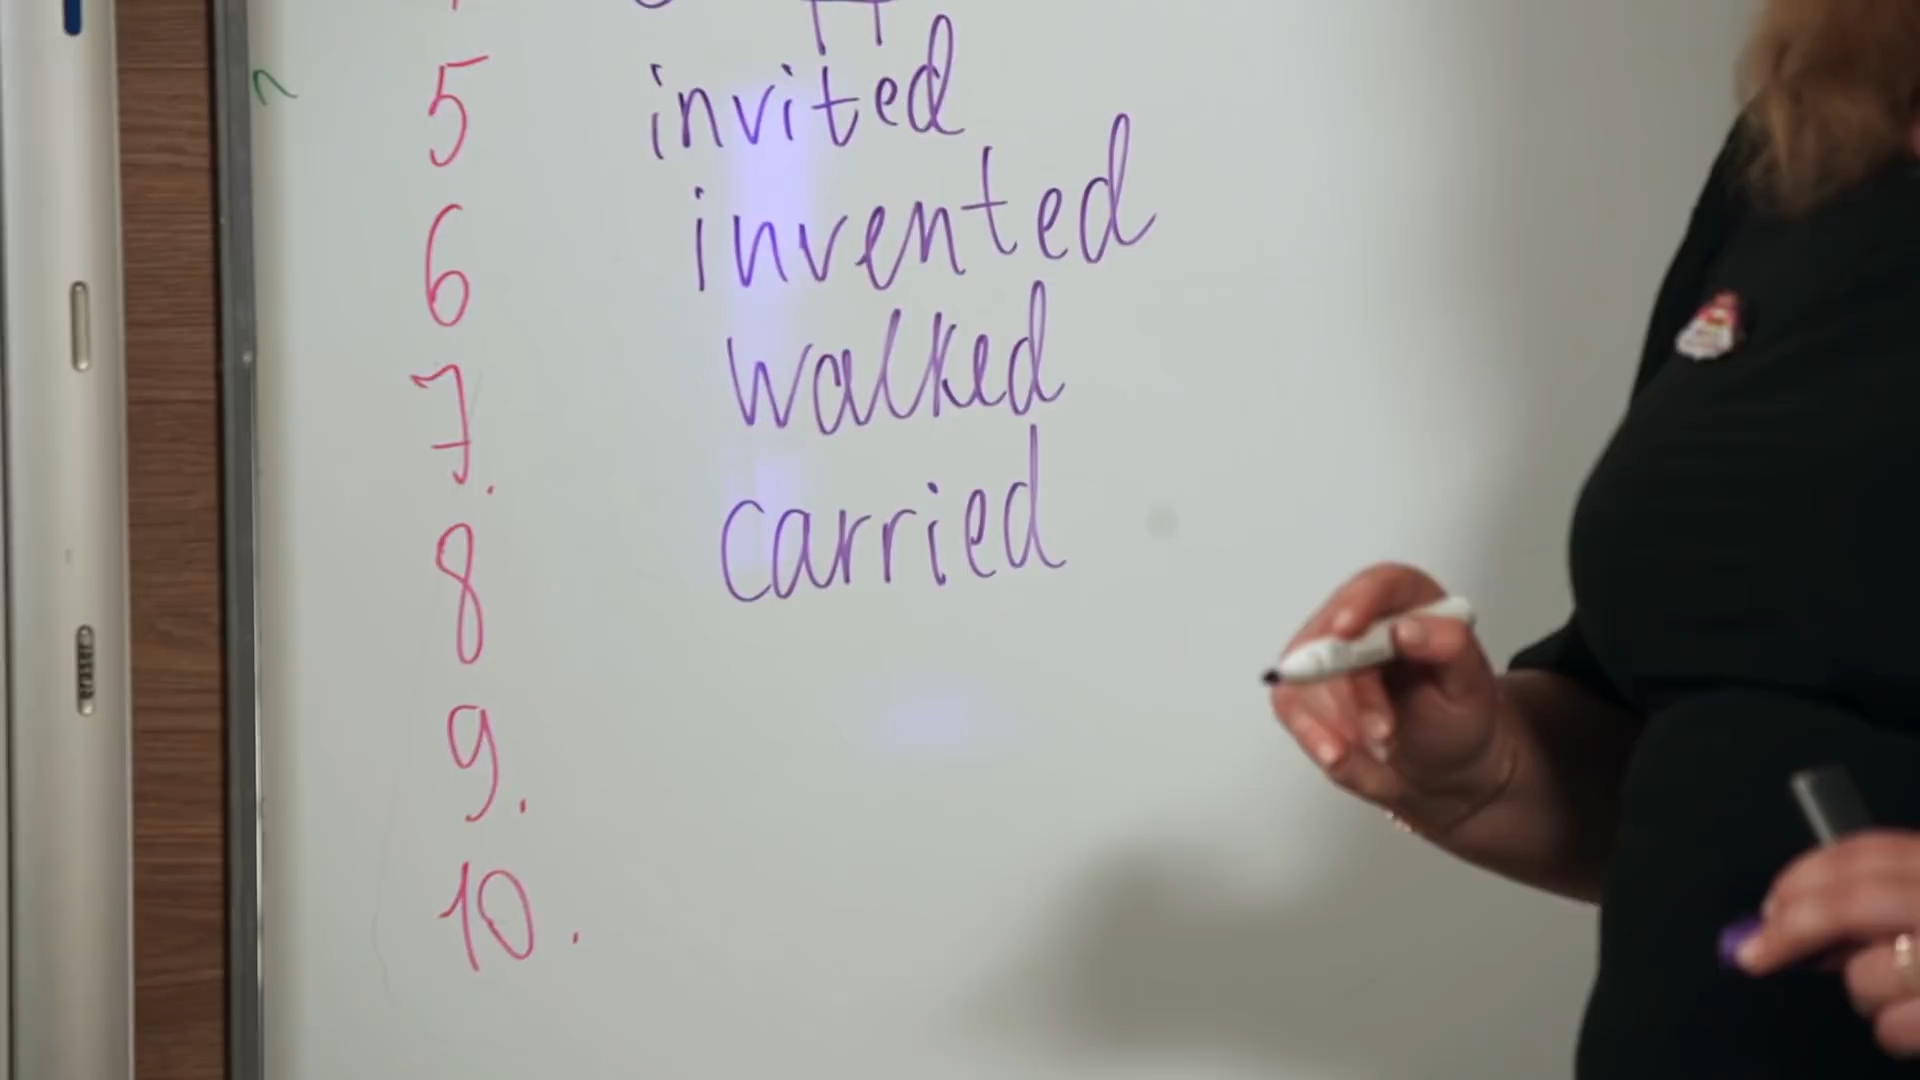 5 invited
6 invented
7. walked
8 carried
9.
10.